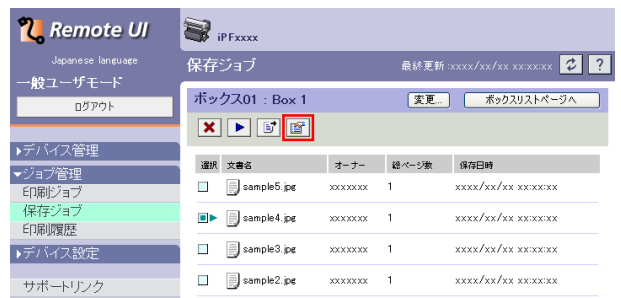 Remote UI
iPFxxxx
Japanese language
一般ユーザモード
ログアウト
保存ジョブ
最終更新:xxxx/xx/xx xx:xx:xx
?
ボックス01 : Box 1
変更...
ボックスリストページへ
▶デバイス管理
▼ジョブ管理
印刷ジョブ
保存ジョブ
印刷履歴
▶デバイス設定
サポートリンク
選択 文書名 オーナー 総ページ数 保存日時
sample5.jpg xxxxxxx 1 xxxx/xx/xx xx:xx:xx
sample4.jpg xxxxxxx 1 xxxx/xx/xx xx:xx:xx
sample3.jpg xxxxxxx 1 xxxx/xx/xx xx:xx:xx
sample2.jpg xxxxxxx 1 xxxx/xx/xx xx:xx:xx